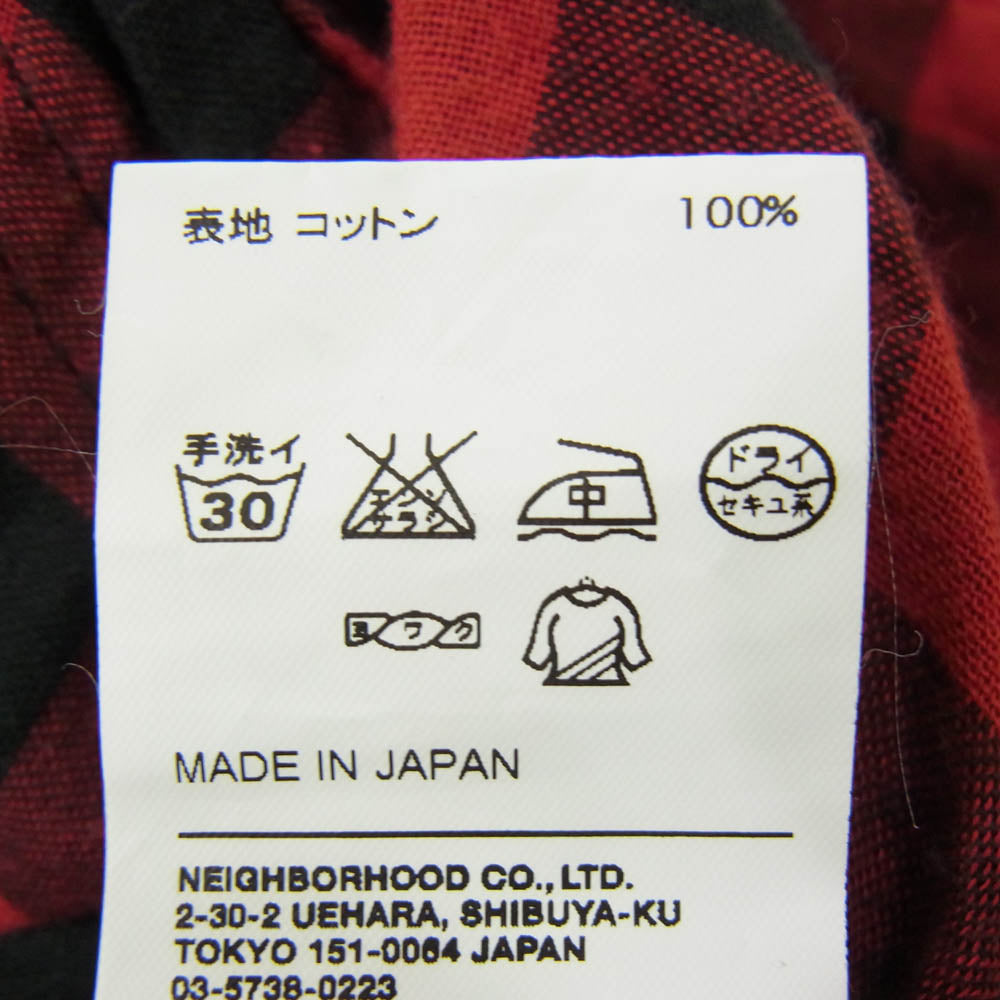 表地 コットン 100%
手洗イ ドライ
30 エンソ 中 セキユ系
サラシ
ヨワク
MADE IN JAPAN
NEIGHBORHOOD CO., LTD.
2-30-2 UEHARA, SHIBUYA-KU
TOKYO 151-0064 JAPAN
03-5738-0223